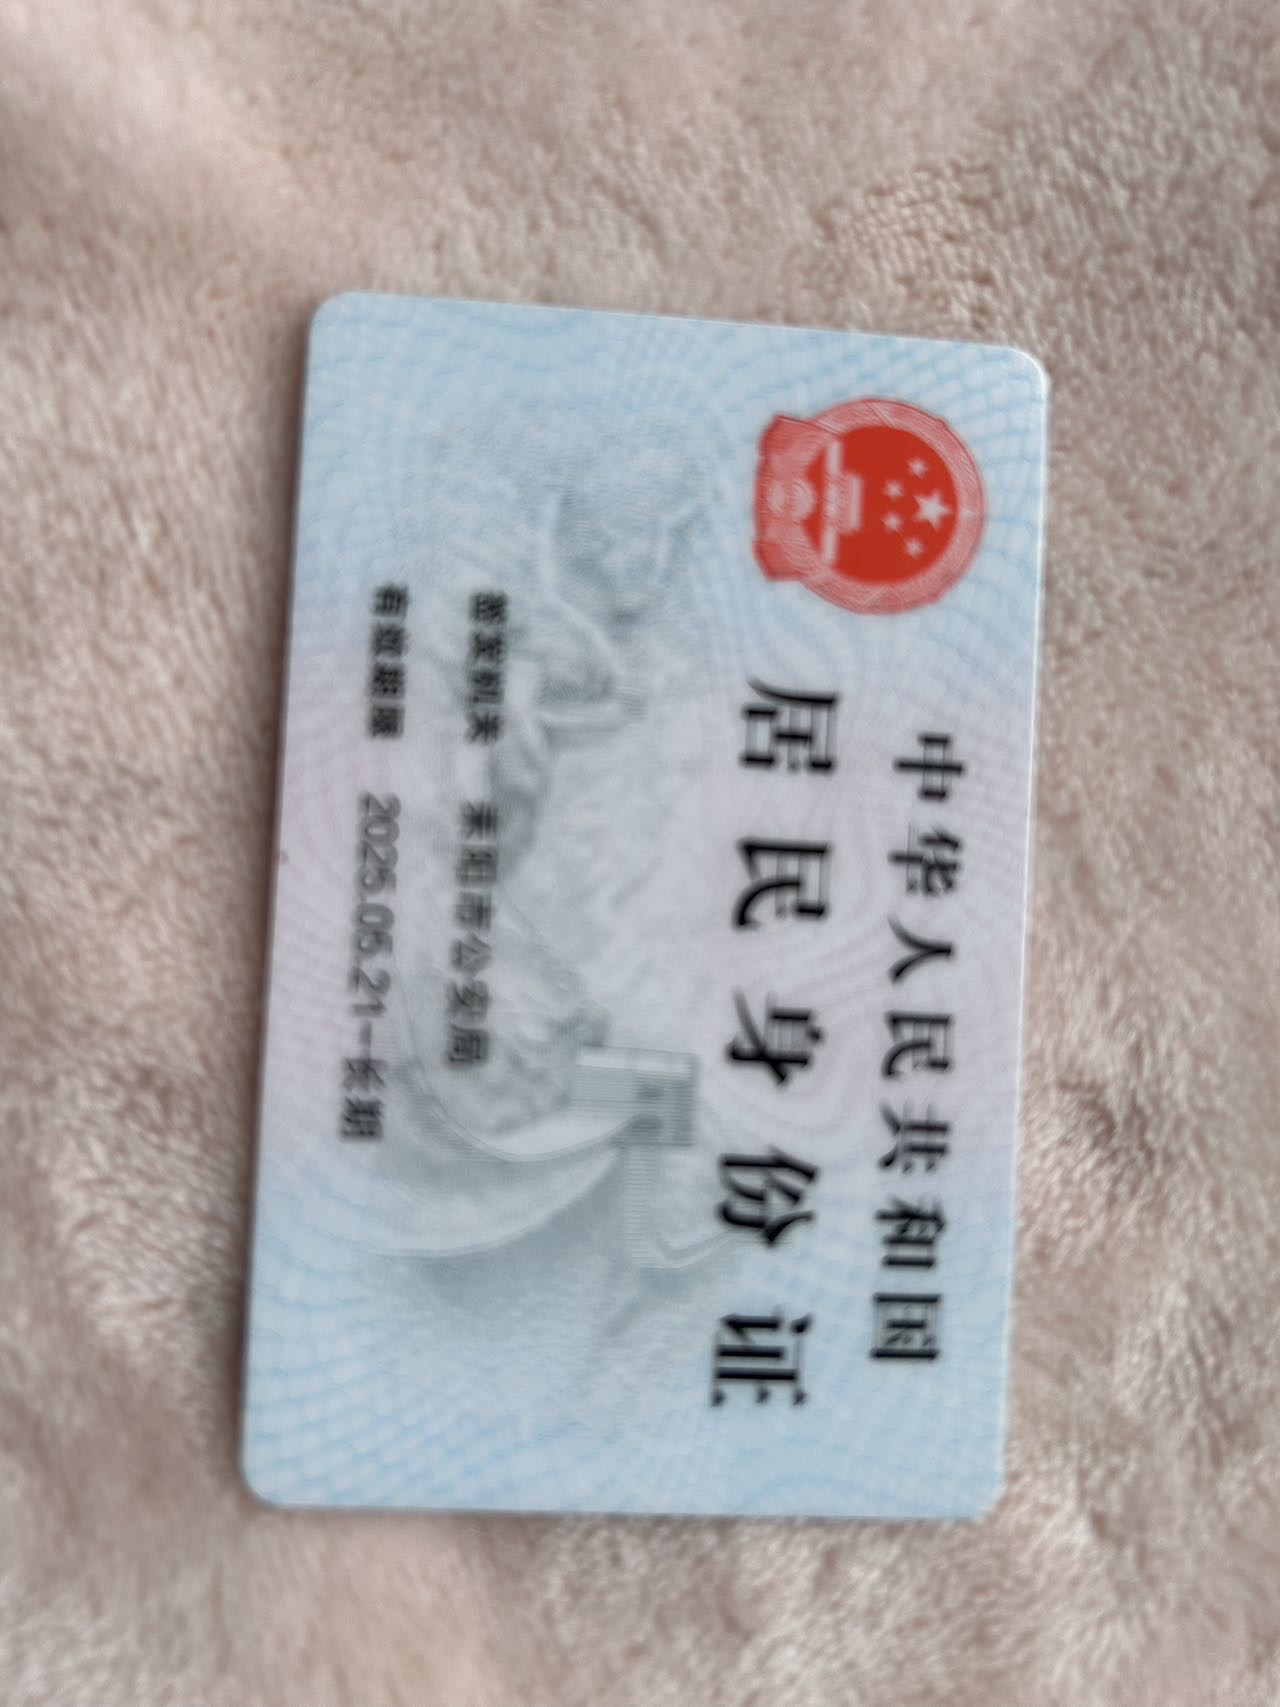 中华人民共和国
居民身份证
签发机关 耒阳市公安局
有效期限 2025.05.21-长期